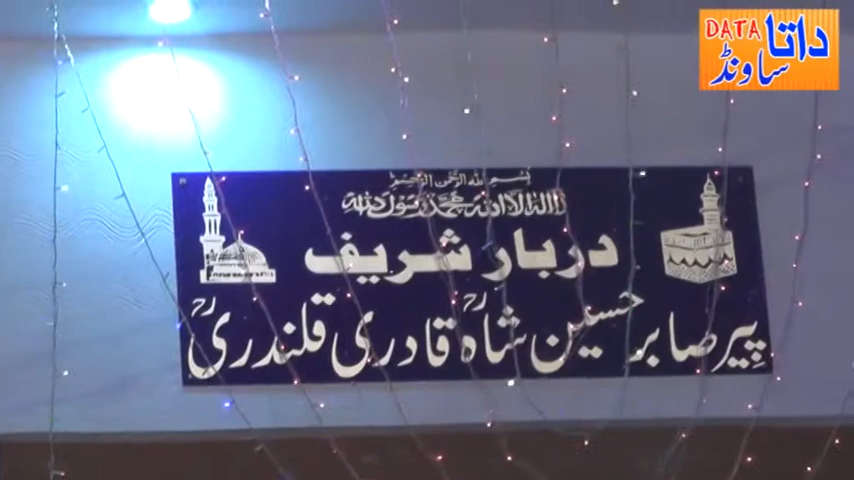 DATA داتا
ساونڈ
بسم اللہ الرحمن الرحیم
لا الہ الا اللہ محمد رسول اللہ
دربار شریف
پیر صابر حسین شاہؒ قادری قلندریؒ